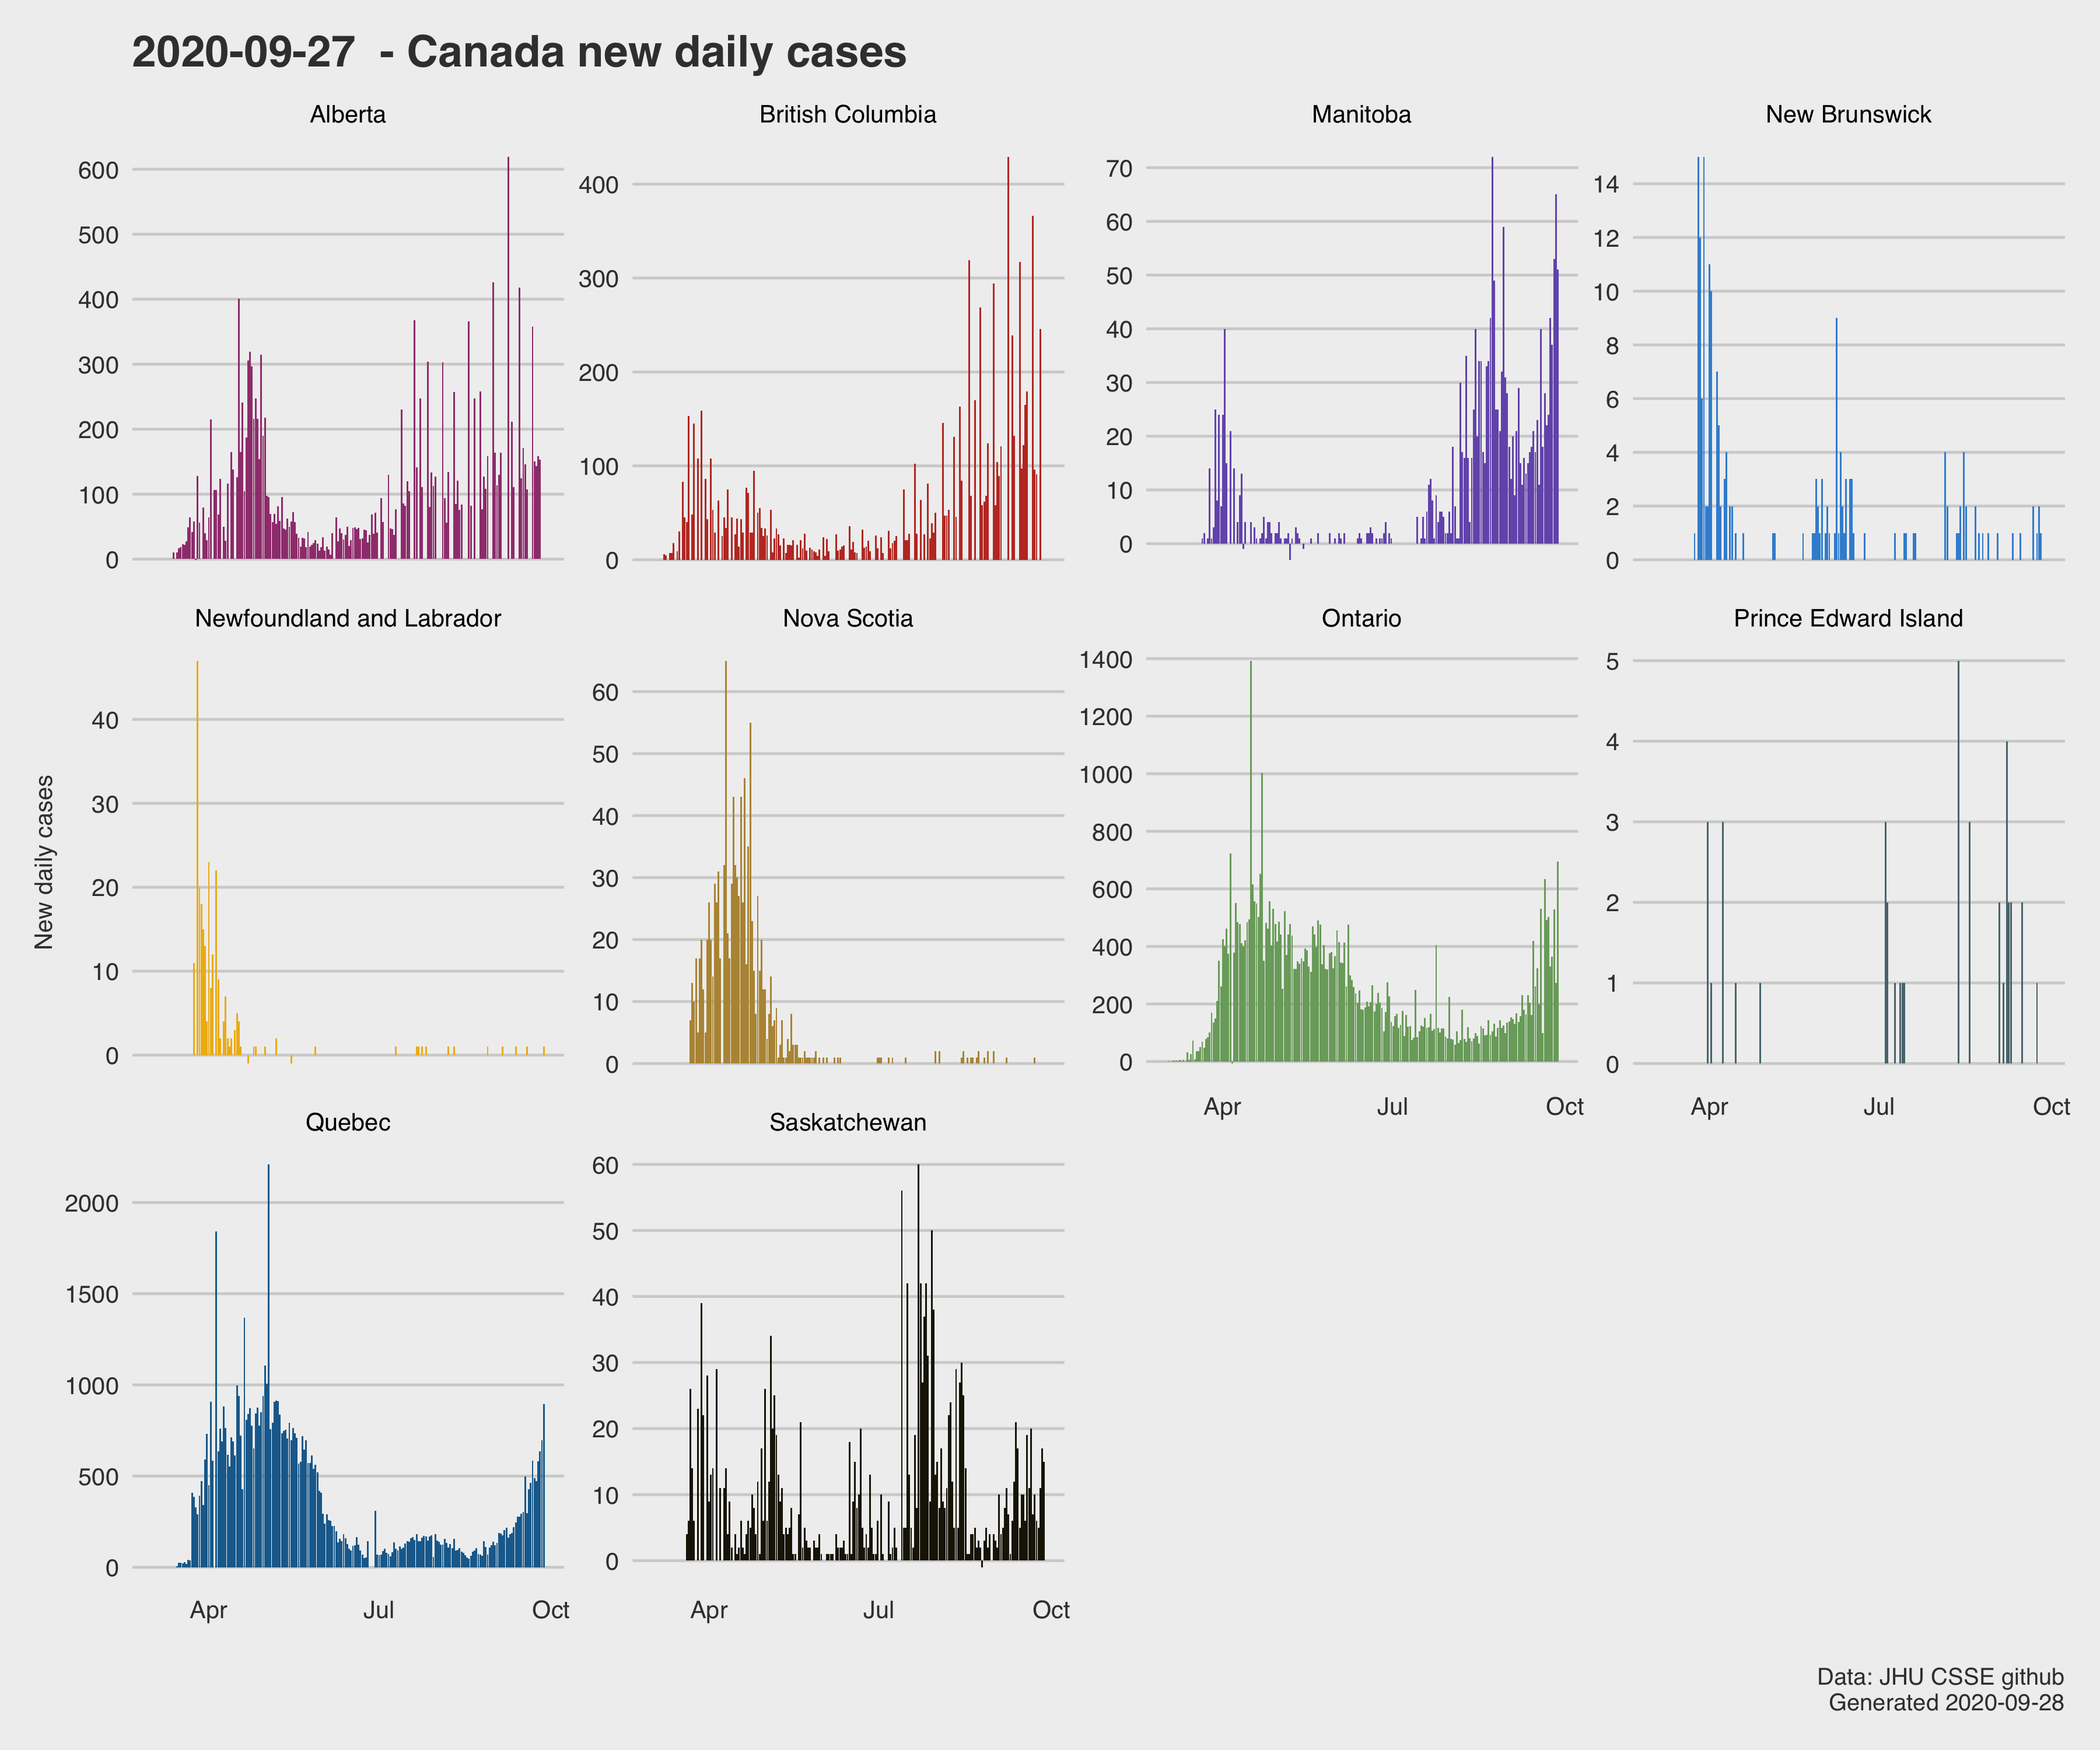 2020-09-27  - Canada new daily cases
Alberta
British Columbia
Manitoba
New Brunswick
600
500
400
300
200
100
0
400
300
200
100
0
70
60
50
40
30
20
10
0
14
12
10
8
6
4
2
0
Newfoundland and Labrador
Nova Scotia
Ontario
Prince Edward Island
New daily cases
40
30
20
10
0
60
50
40
30
20
10
0
1400
1200
1000
800
600
400
200
0
Apr
Jul
Oct
5
4
3
2
1
0
Apr
Jul
Oct
Quebec
Saskatchewan
2000
1500
1000
500
0
Apr
Jul
Oct
60
50
40
30
20
10
0
Apr
Jul
Oct
Data: JHU CSSE github
Generated 2020-09-28